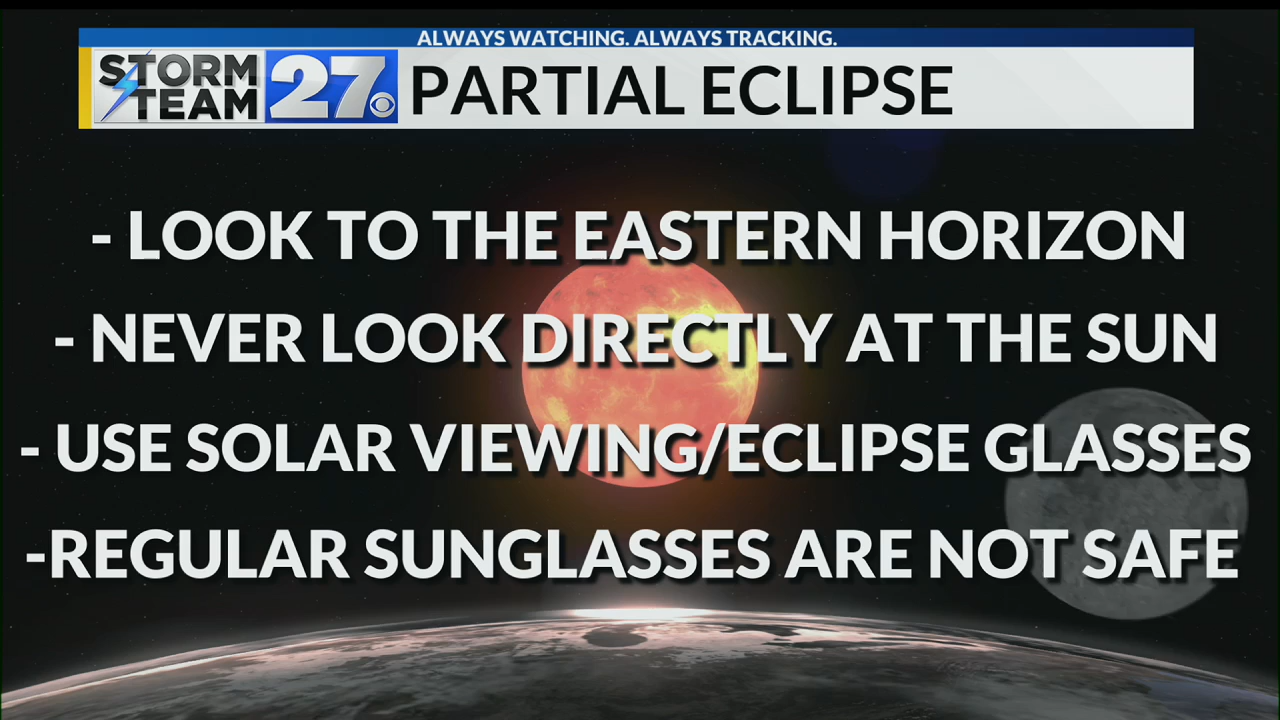 ALWAYS WATCHING. ALWAYS TRACKING.
STORM
TEAM
27
PARTIAL ECLIPSE
- LOOK TO THE EASTERN HORIZON
- NEVER LOOK DIRECTLY AT THE SUN
- USE SOLAR VIEWING/ECLIPSE GLASSES
-REGULAR SUNGLASSES ARE NOT SAFE